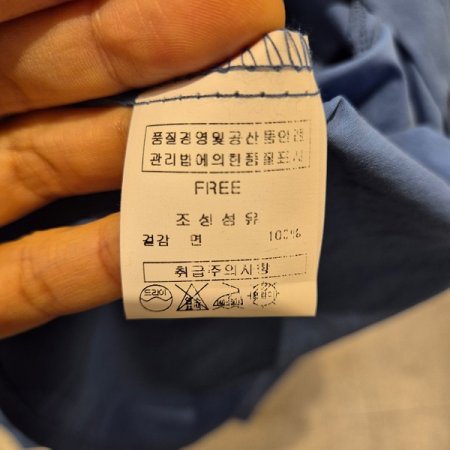 품질경영및공산품안전
관리법에의한품질표시
FREE
조성섬유
겉감 면 100%
취급주의사항
드라이